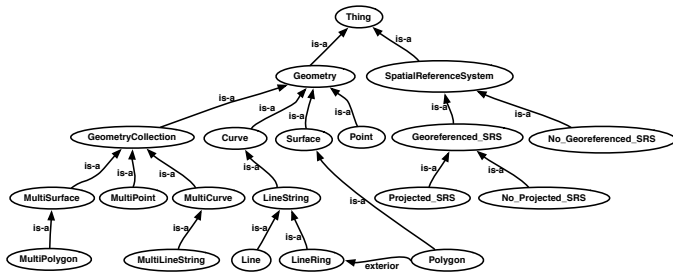 Thing
is-a is-a
Geometry SpatialReferenceSystem
is-a is-a is-a is-a is-a is-a
GeometryCollection Curve Surface Point Georeferenced_SRS No_Georeferenced_SRS
is-a is-a is-a is-a is-a is-a
MultiSurface MultiPoint MultiCurve LineString Projected_SRS No_Projected_SRS
is-a is-a is-a is-a is-a
MultiPolygon MultiLineString Line LineRing exterior Polygon